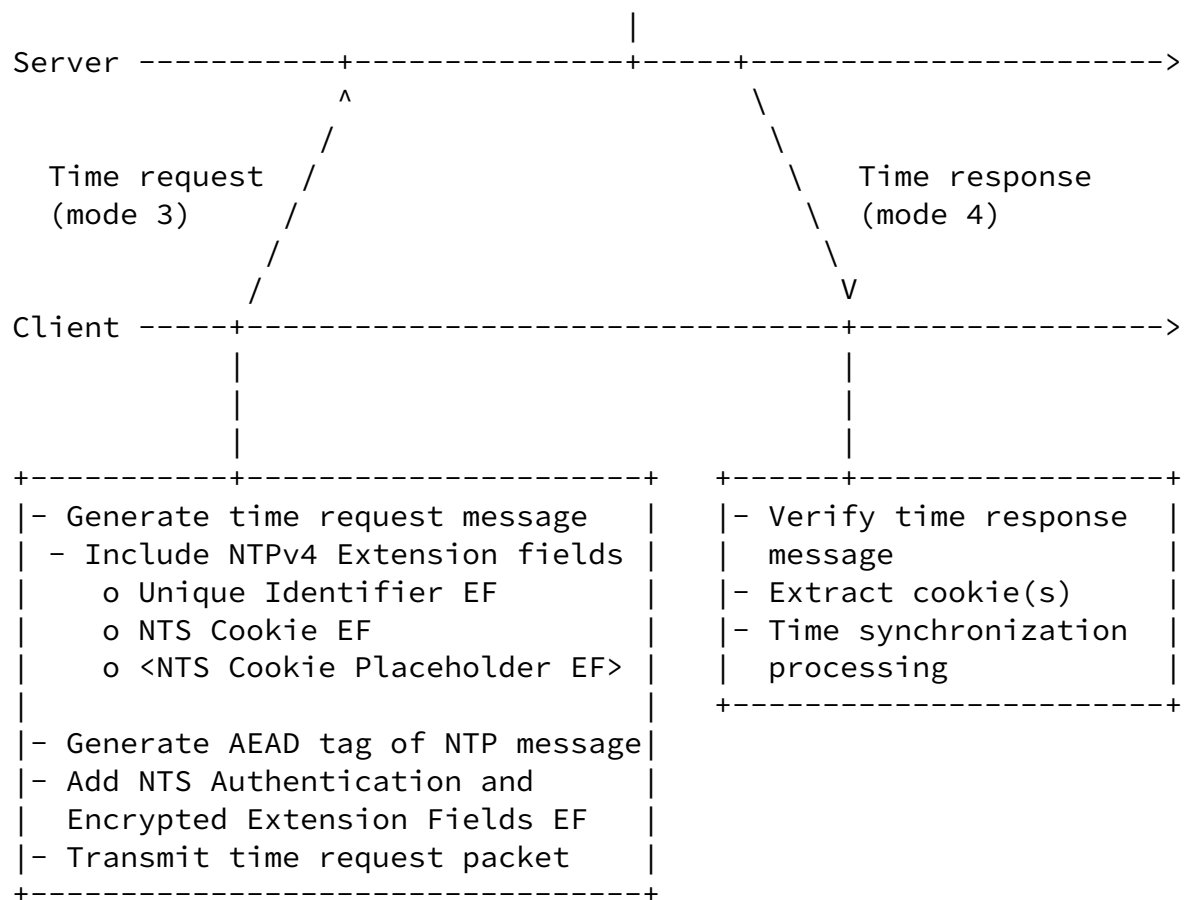 |
Server -----------+---------------+-----+----------------------->
                  ^                      \
                 /                        \
  Time request  /                          \    Time response
  (mode 3)     /                            \   (mode 4)
              /                              \
             /                                V
Client -----+---------------------------------+----------------->
            |                                 |
            |                                 |
            |                                 |
+-----------+----------------------+   +------+-----------------+
|- Generate time request message   |   |- Verify time response  |
| - Include NTPv4 Extension fields |   |  message               |
|    o Unique Identifier EF        |   |- Extract cookie(s)     |
|    o NTS Cookie EF               |   |- Time synchronization  |
|    o <NTS Cookie Placeholder EF> |   |  processing            |
|                                  |   +------------------------+
|- Generate AEAD tag of NTP message|
|- Add NTS Authentication and      |
|  Encrypted Extension Fields EF   |
|- Transmit time request packet    |
+----------------------------------+